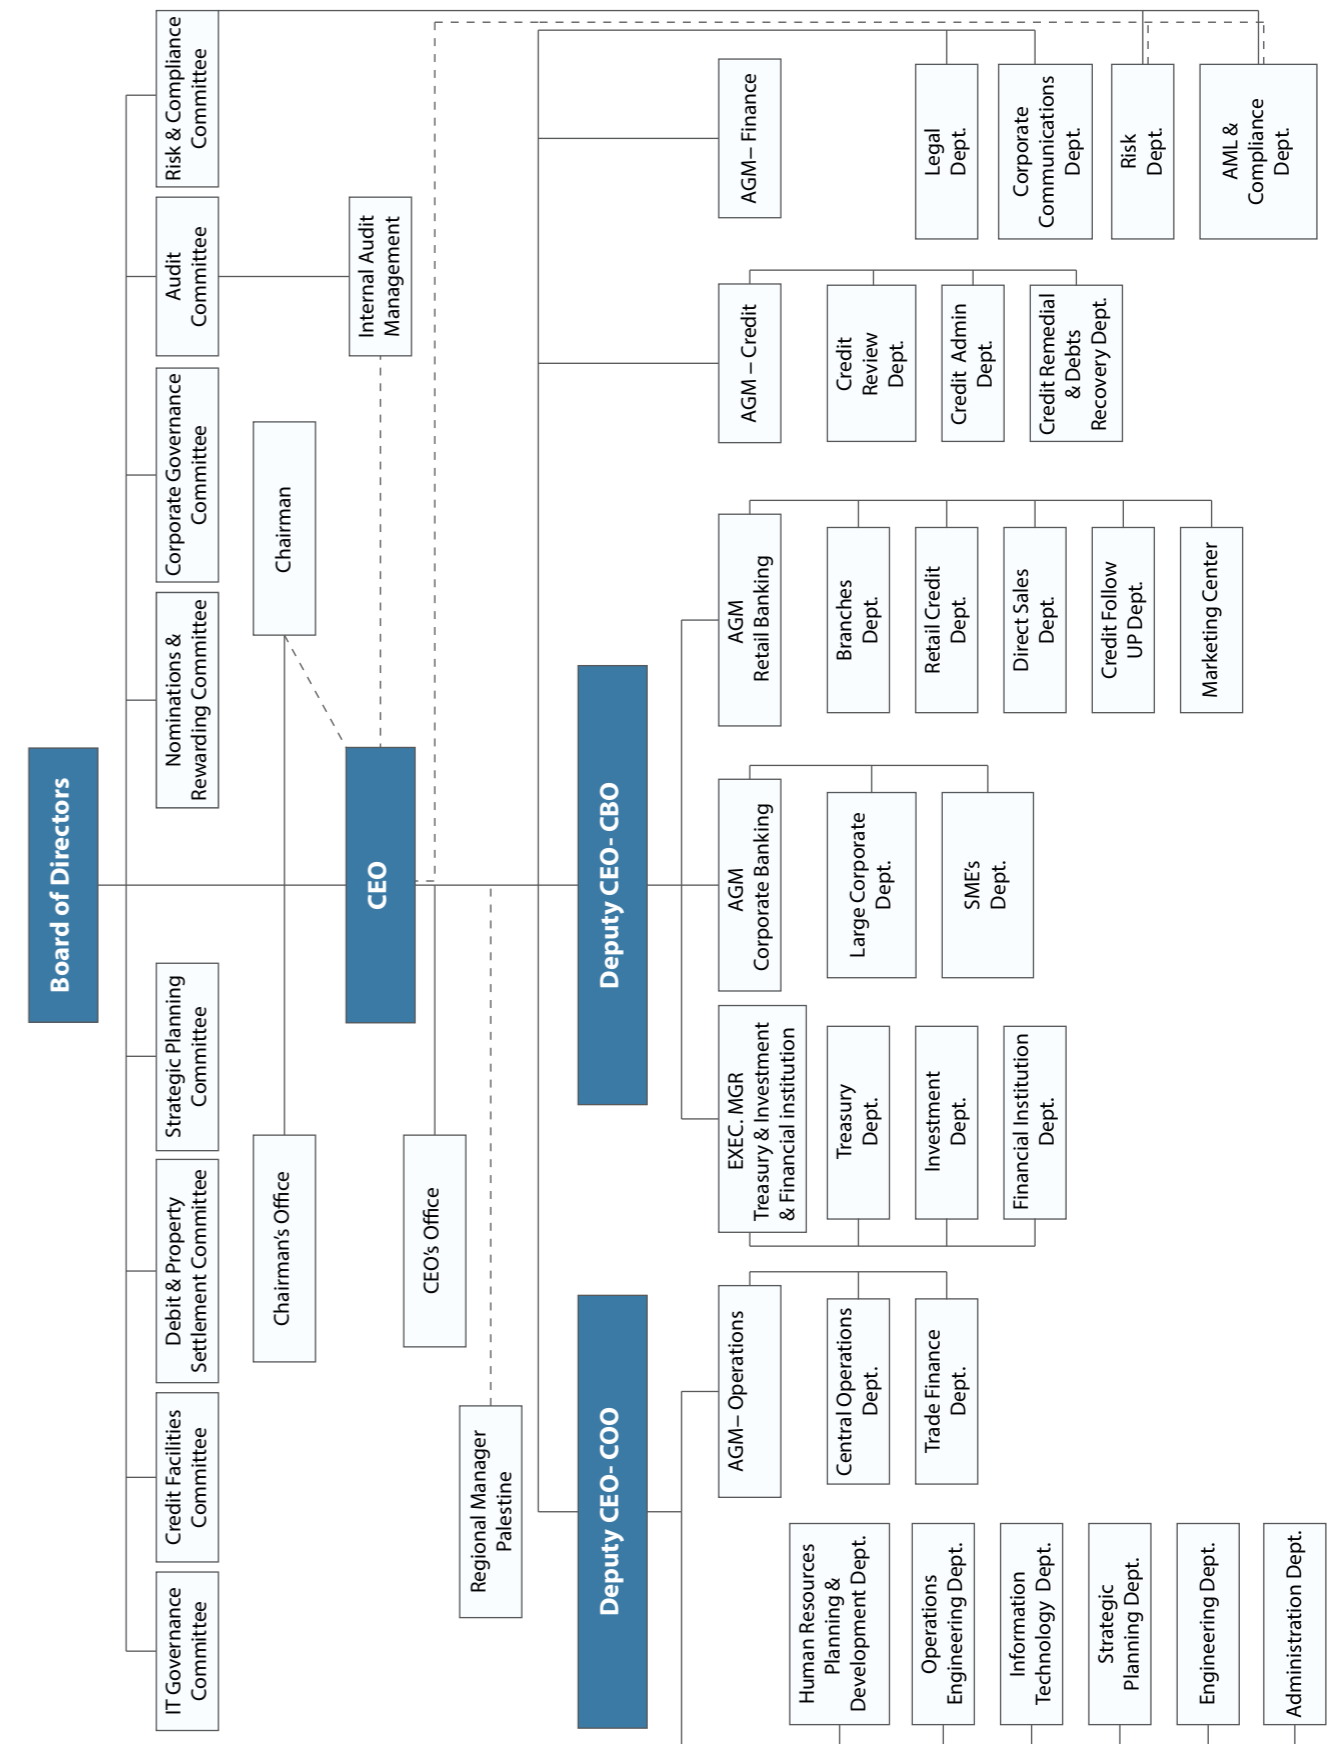 Board of Directors
IT Governance
Committee
Credit Facilities
Committee
Debit & Property
Settlement Committee
Strategic Planning
Committee
Nominations &
Rewarding Committee
Corporate Governance
Committee
Audit
Committee
Risk & Compliance
Committee
Chairman's Office
Chairman
CEO
Internal Audit
Management
CEO's Office
Regional Manager
Palestine
Deputy CEO- COO
Deputy CEO- CBO
AGM– Operations
EXEC. MGR
Treasury & Investment
& Financial institution
AGM
Corporate Banking
AGM
Retail Banking
AGM – Credit
AGM– Finance
Human Resources
Planning &
Development Dept.
Operations
Engineering Dept.
Information
Technology Dept.
Strategic
Planning Dept.
Engineering Dept.
Administration Dept.
Central Operations
Dept.
Trade Finance
Dept.
Treasury
Dept.
Investment
Dept.
Financial Institution
Dept.
Large Corporate
Dept.
SME's
Dept.
Branches
Dept.
Retail Credit
Dept.
Direct Sales
Dept.
Credit Follow
UP Dept.
Marketing Center
Credit
Review
Dept.
Credit Admin
Dept.
Credit Remedial
& Debts
Recovery Dept.
Legal
Dept.
Corporate
Communications
Dept.
Risk
Dept.
AML &
Compliance
Dept.